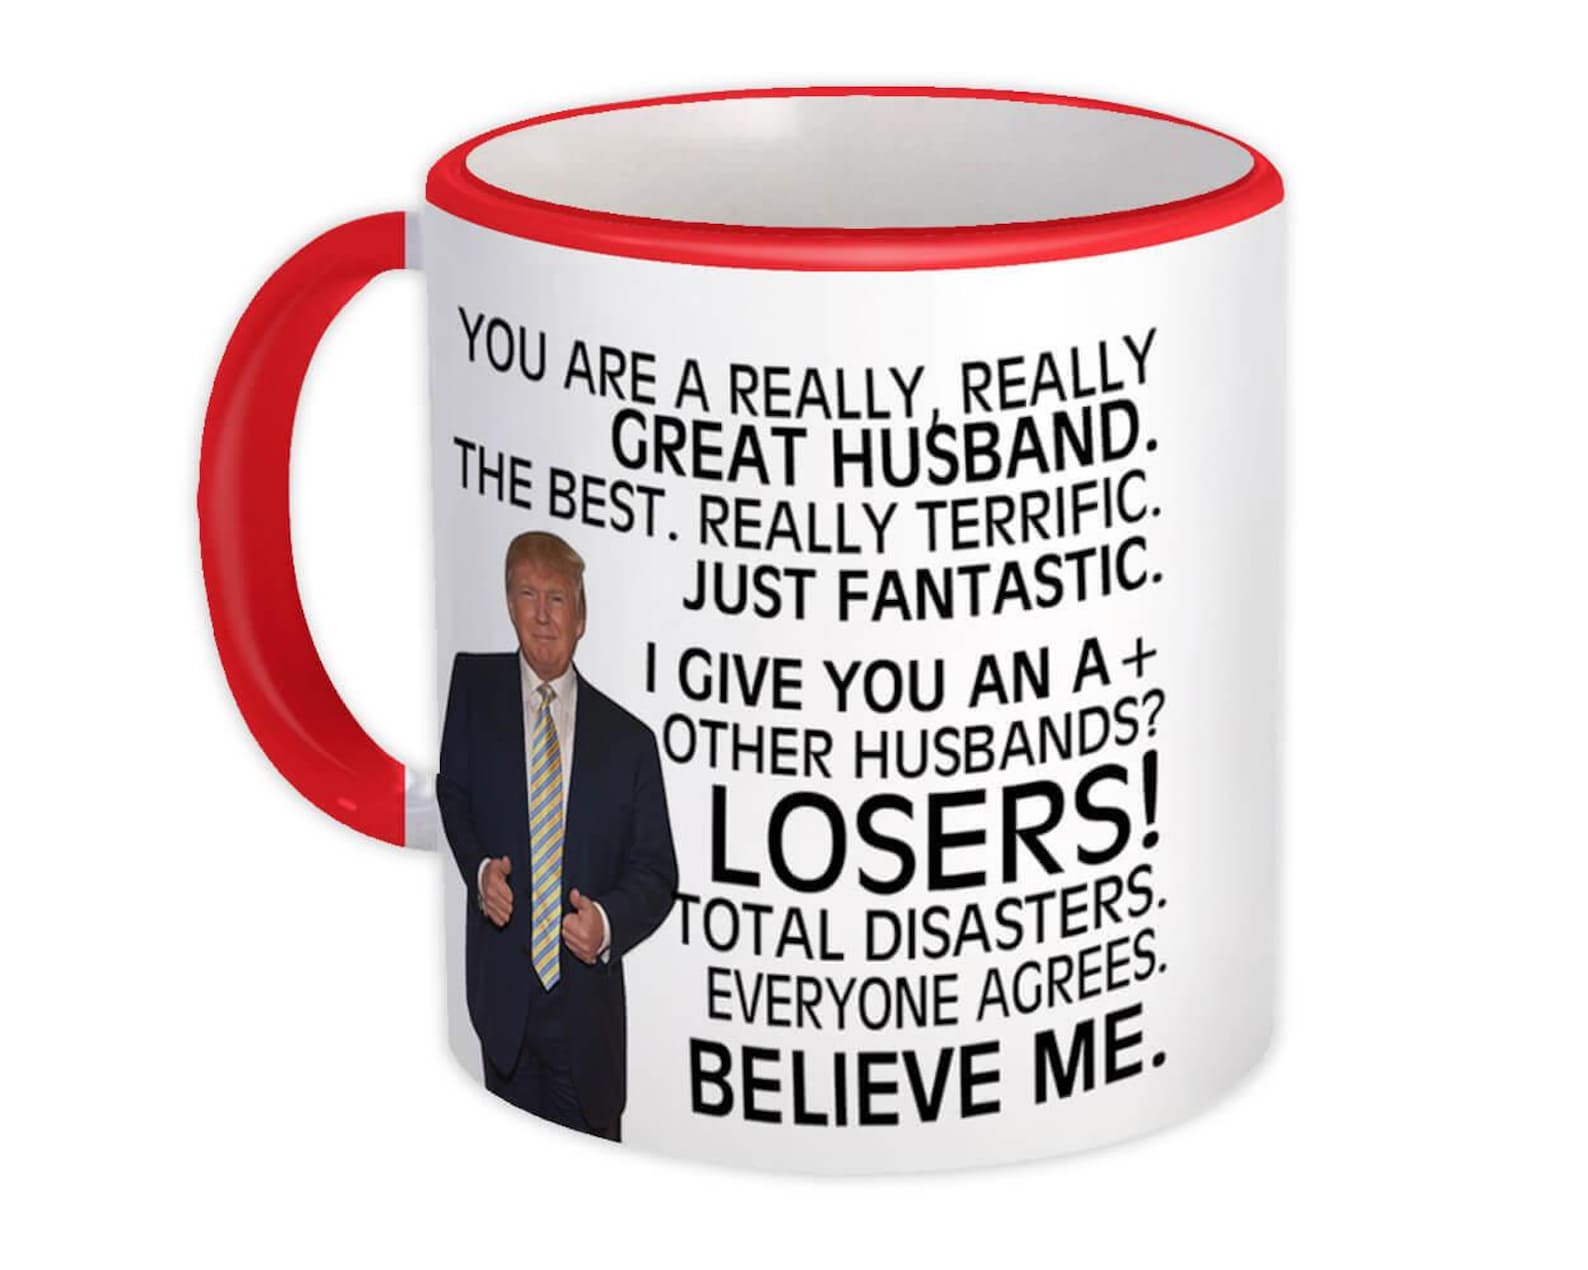 YOU ARE A REALLY, REALLY
GREAT HUSBAND.
THE BEST. REALLY TERRIFIC.
JUST FANTASTIC.
I GIVE YOU AN A+
OTHER HUSBANDS?
LOSERS!
TOTAL DISASTERS.
EVERYONE AGREES.
BELIEVE ME.